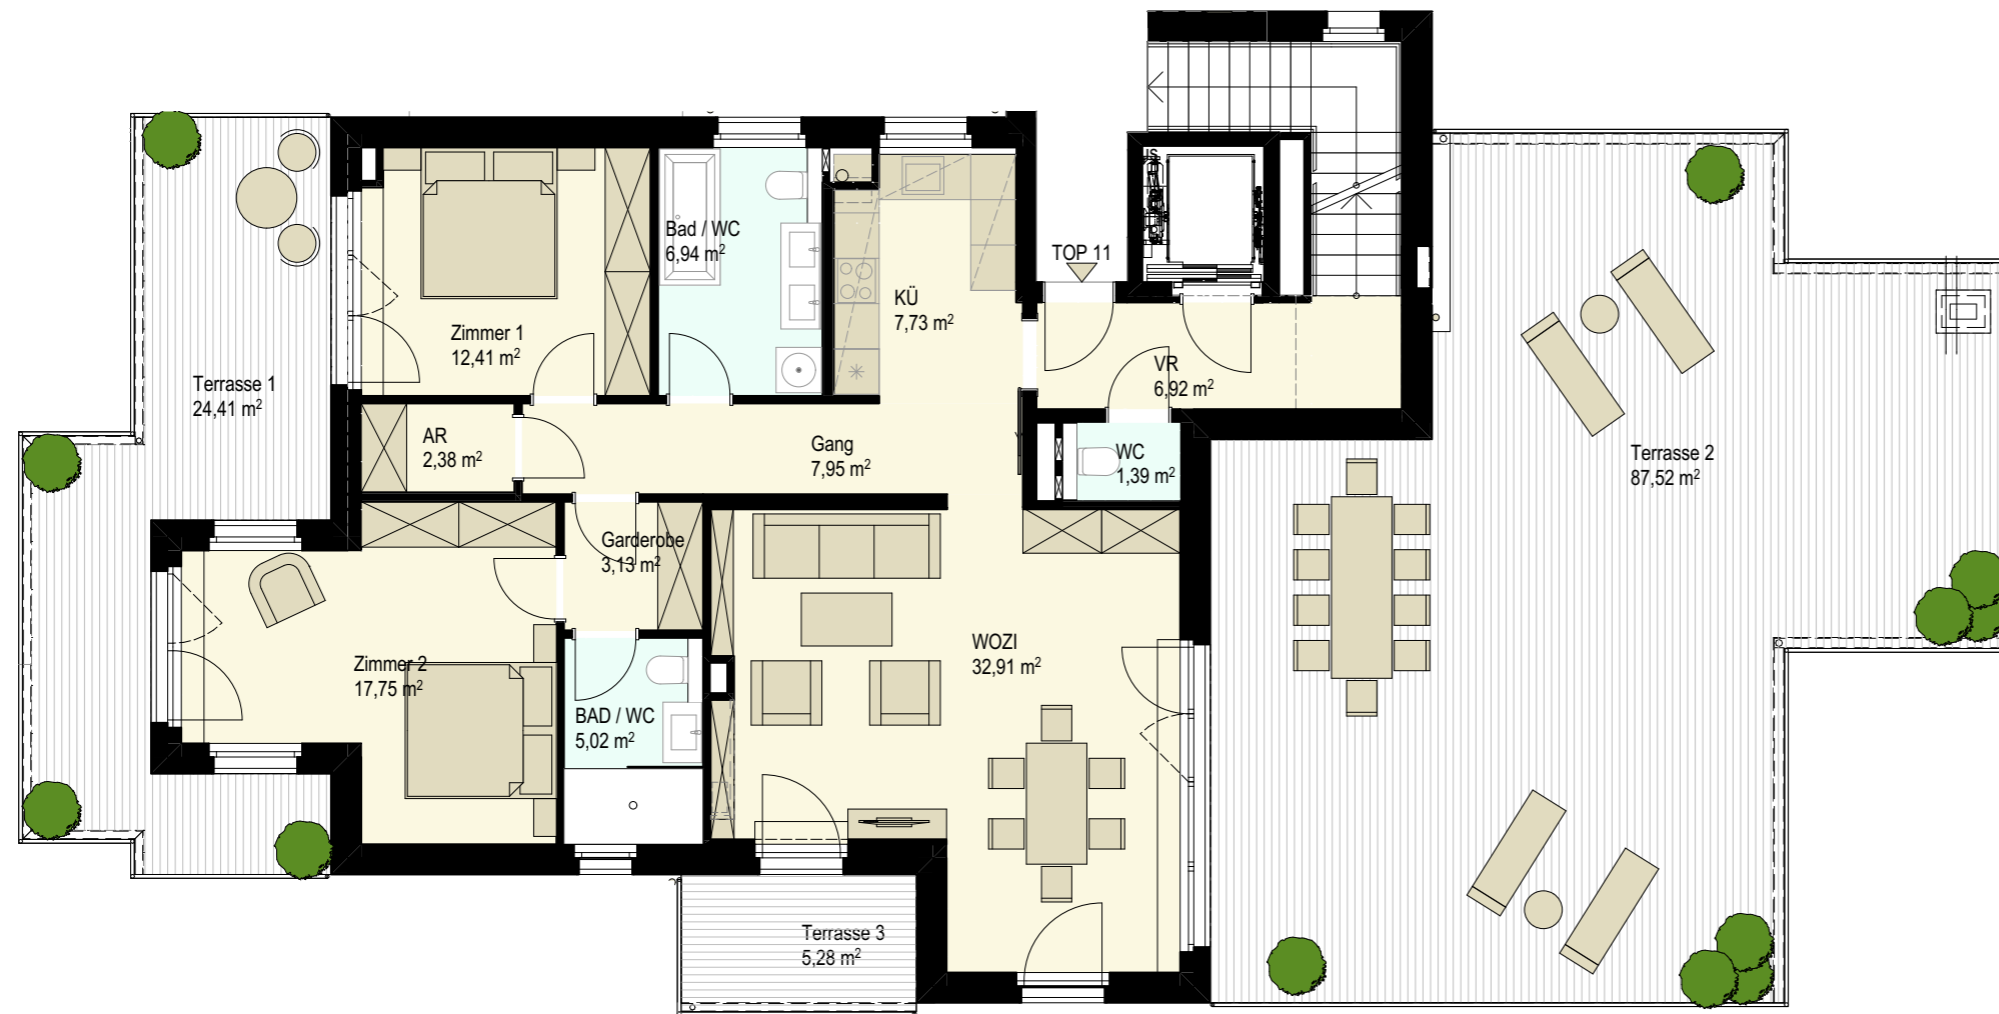 TOP 11
Bad / WC
6,94 m²
KÜ
7,73 m²
Zimmer 1
12,41 m²
VR
6,92 m²
Terrasse 1
24,41 m²
AR
2,38 m²
Gang
7,95 m²
WC
1,39 m²
Terrasse 2
87,52 m²
Garderobe
3,13 m²
Zimmer 2
17,75 m²
WOZI
32,91 m²
BAD / WC
5,02 m²
Terrasse 3
5,28 m²